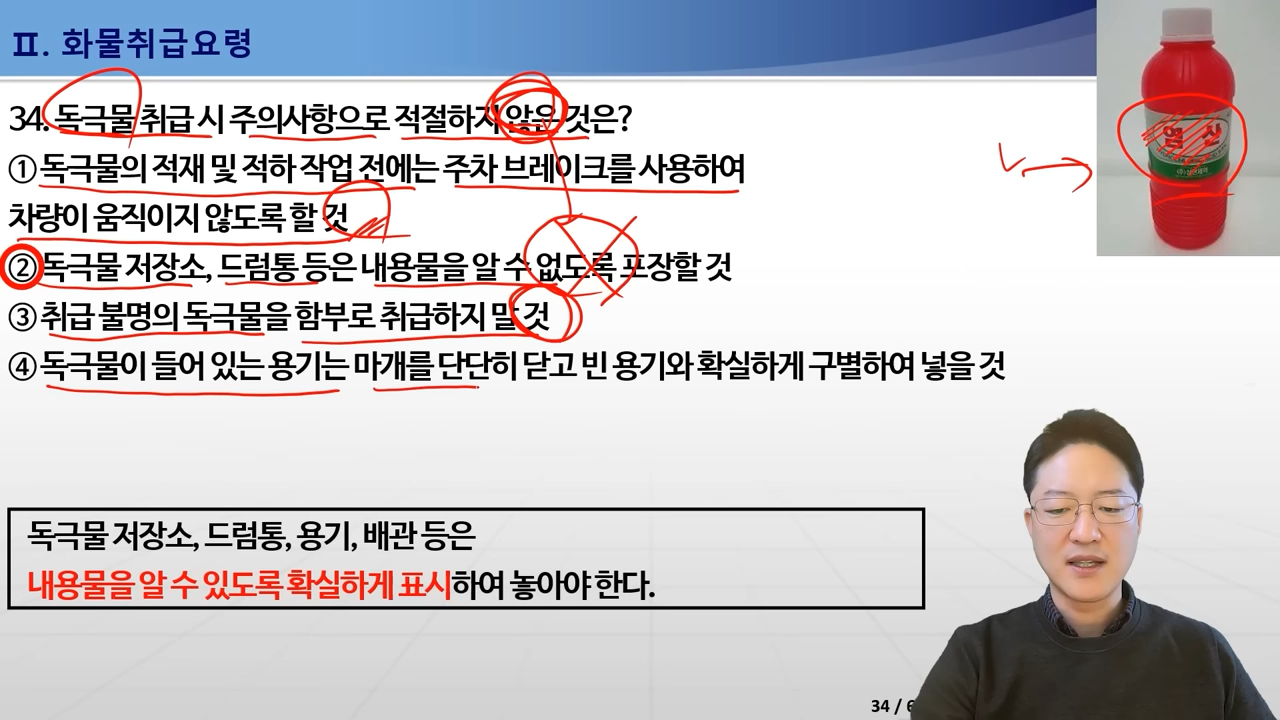 Ⅱ. 화물취급요령
34. 독극물 취급 시 주의사항으로 적절하지 않은 것은?
① 독극물의 적재 및 적하 작업 전에는 주차 브레이크를 사용하여
차량이 움직이지 않도록 할 것
② 독극물 저장소, 드럼통 등은 내용물을 알 수 없도록 포장할 것
③ 취급 불명의 독극물을 함부로 취급하지 말 것
④ 독극물이 들어 있는 용기는 마개를 단단히 닫고 빈 용기와 확실하게 구별하여 넣을 것
염 산
독극물 저장소, 드럼통, 용기, 배관 등은
내용물을 알 수 있도록 확실하게 표시하여 놓아야 한다.
34 / 6